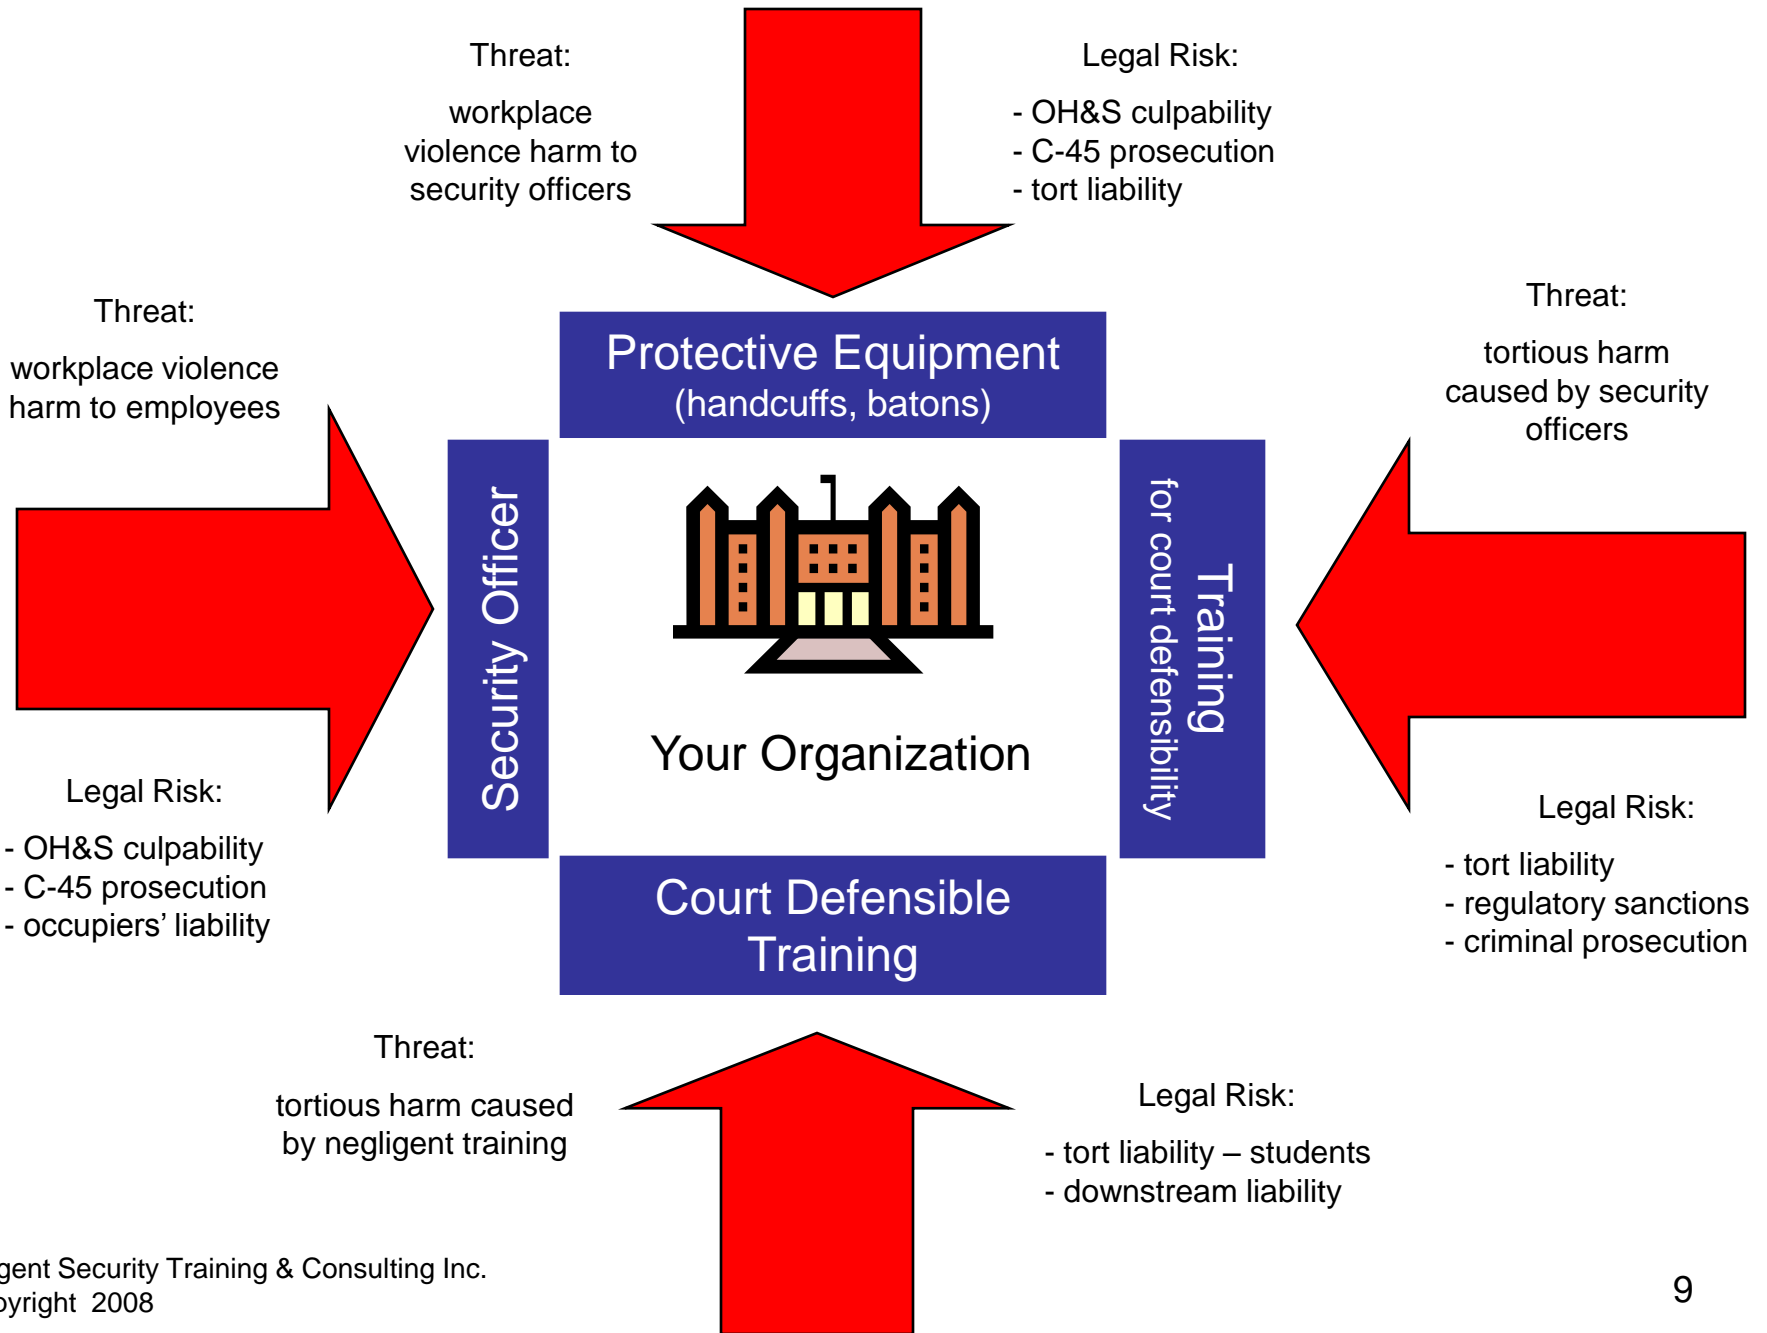 Threat:
workplace
violence harm to
security officers
Legal Risk:
- OH&S culpability
- C-45 prosecution
- tort liability
Threat:
workplace violence
harm to employees
Legal Risk:
- OH&S culpability
- C-45 prosecution
- occupiers’ liability
Protective Equipment
(handcuffs, batons)
Security Officer
Your Organization
Training
for court defensibility
Court Defensible
Training
Threat:
tortious harm
caused by security
officers
Legal Risk:
- tort liability
- regulatory sanctions
- criminal prosecution
Threat:
tortious harm caused
by negligent training
Legal Risk:
- tort liability – students
- downstream liability
Security Training & Consulting Inc.
2008
9